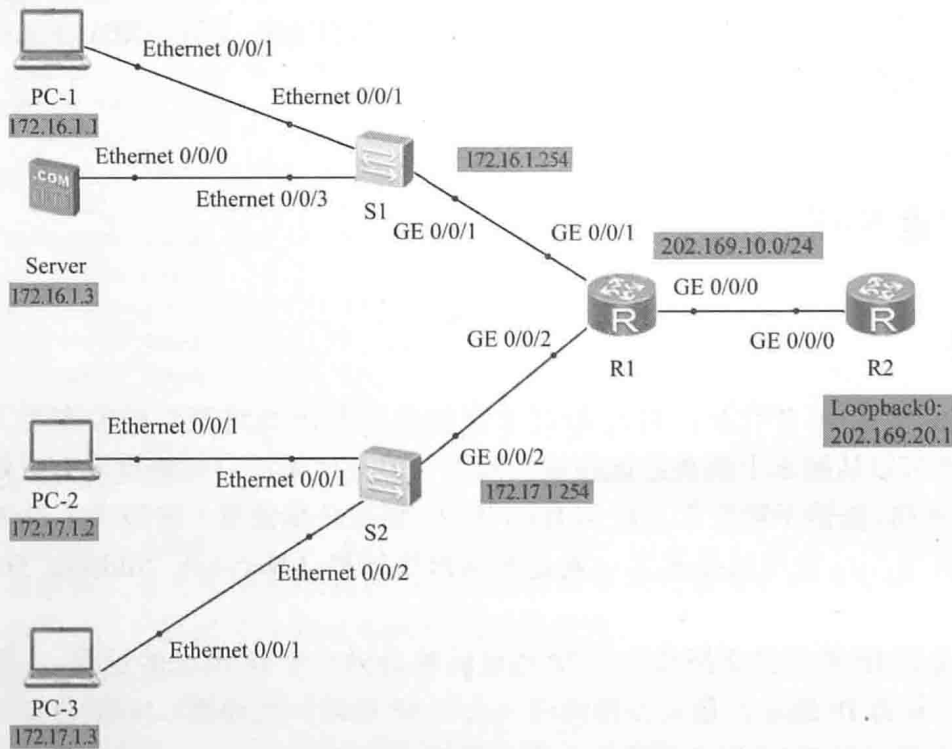 Ethernet 0/0/1
PC-1
172.16.1.1
Ethernet 0/0/1
Ethernet 0/0/0
.COM
Ethernet 0/0/3
S1
172.16.1.254
GE 0/0/1
Server
172.16.1.3
GE 0/0/1
202.169.10.0/24
GE 0/0/0
R
R
GE 0/0/2
R1
GE 0/0/0
R2
Loopback0:
202.169.20.1
Ethernet 0/0/1
PC-2
172.17.1.2
Ethernet 0/0/1
S2
GE 0/0/2
172.17.1.254
Ethernet 0/0/2
Ethernet 0/0/1
PC-3
172.17.1.3